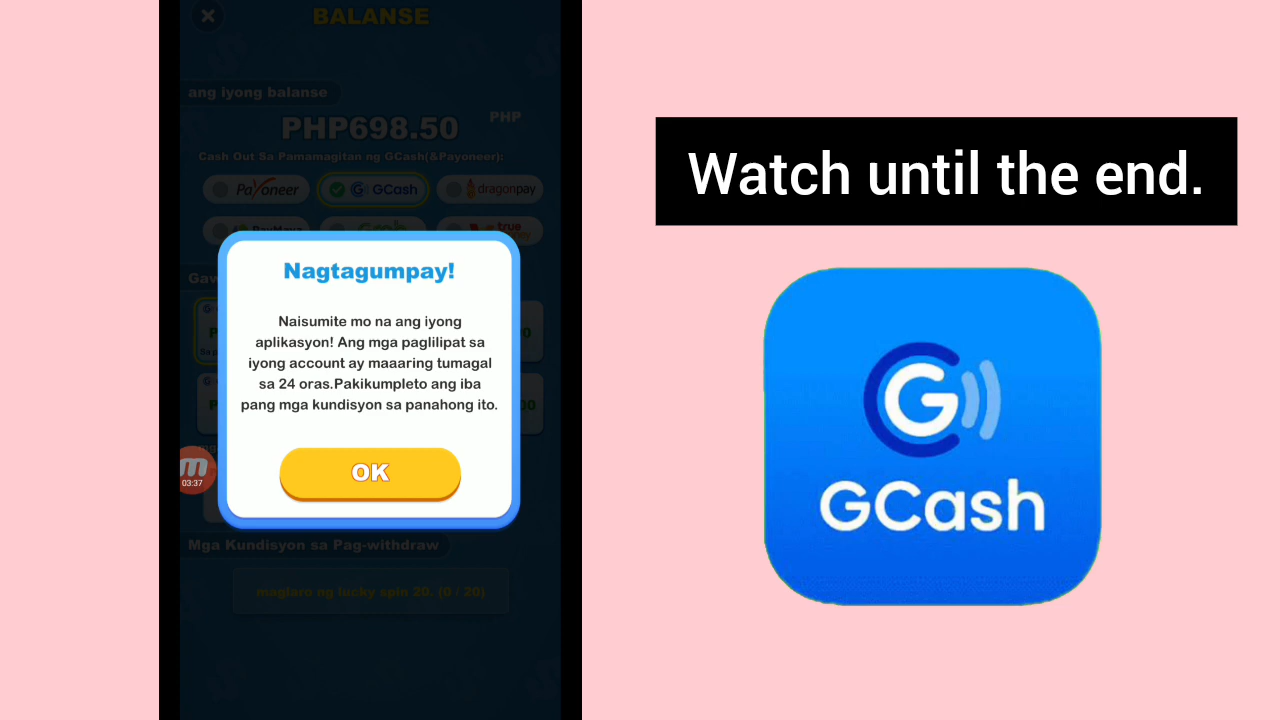 BALANSE
ang iyong balanse
PHP698.50 PHP
Cash Out Sa Pamamagitan ng GCash(&Payoneer):
Payoneer
GCash
dragonpay
true
Nagtagumpay!
Naisumite mo na ang iyong
aplikasyon! Ang mga paglilipat sa
iyong account ay maaaring tumagal
sa 24 oras.Pakikumpleto ang iba
pang mga kundisyon sa panahong ito.
OK
03:37
Mga Kundisyon sa Pag-withdraw
maglaro ng lucky spin 20. (0 / 20)
Watch until the end.
G
GCash